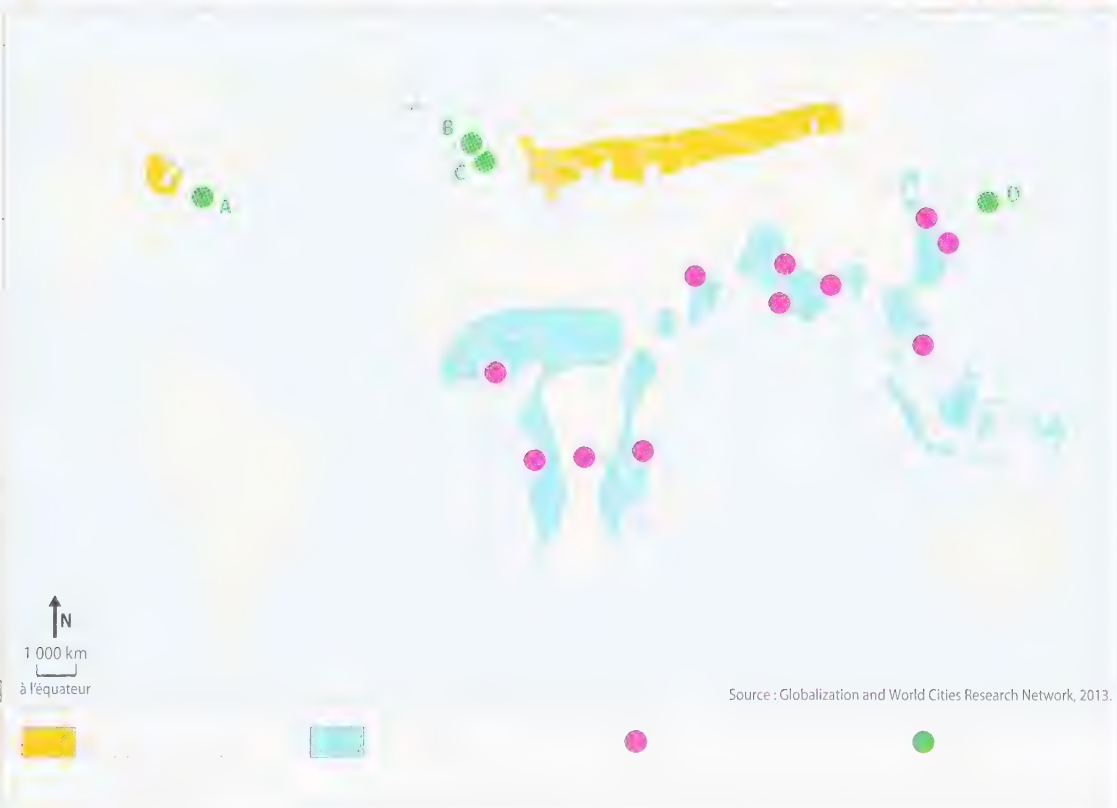 B
C
A
D
N
1 000 km
à l'équateur
Source : Globalization and World Cities Research Network, 2013.